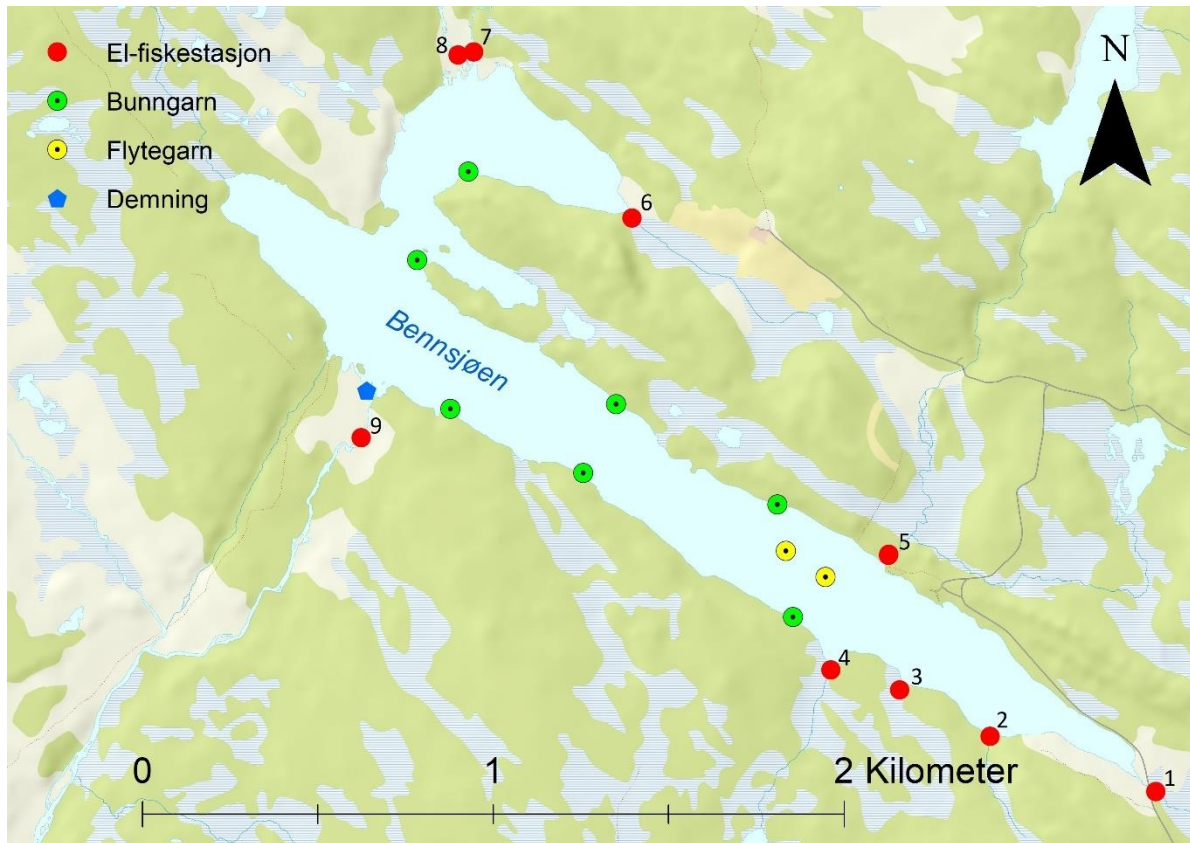 El-fiskestasjon
Bunngarn
Flytegarn
Demning
N
8 7
6
Bennsjøen
9
5
4
3
2
1
0 1 2 Kilometer